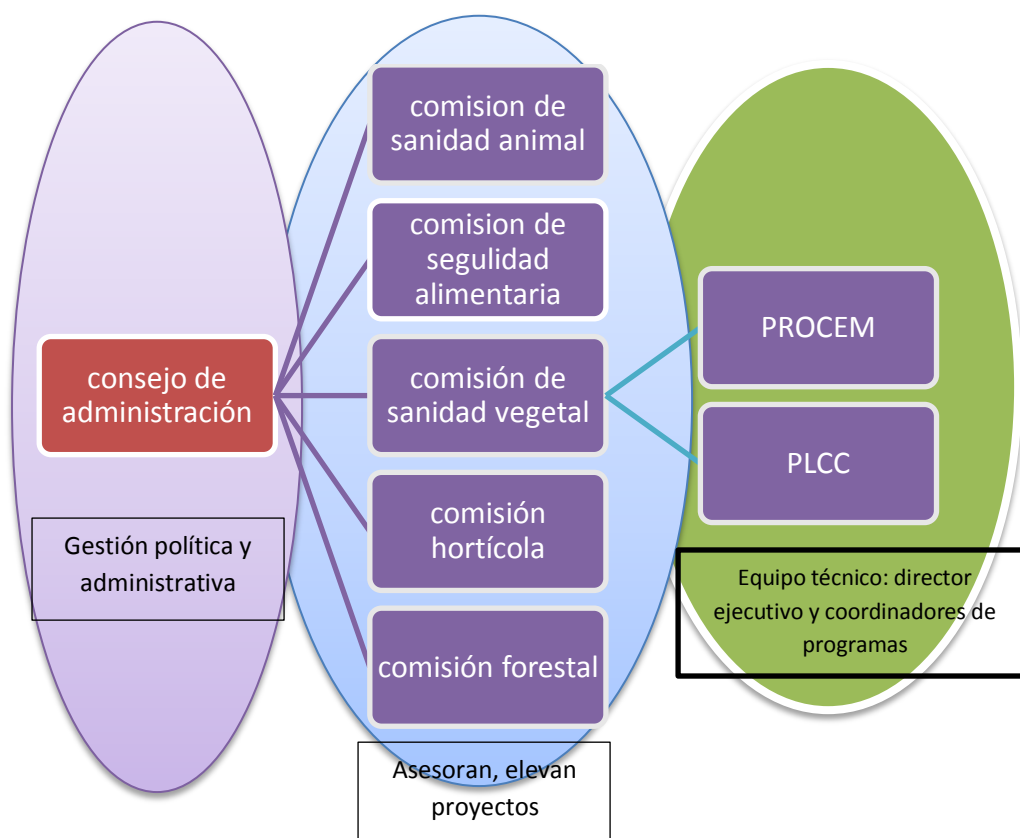 consejo de
administración
Gestión política y
administrativa
comision de
sanidad animal
comision de
segulidad
alimentaria
comisión de
sanidad vegetal
comisión
hortícola
comisión forestal
Asesoran, elevan
proyectos
PROCEM
PLCC
Equipo técnico: director
ejecutivo y coordinadores de
programas